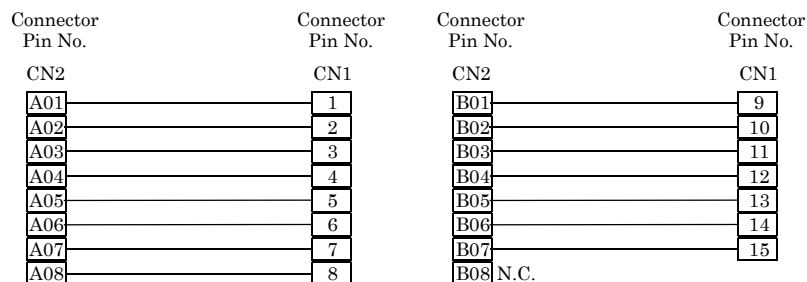 Connector Connector Connector Connector
Pin No. Pin No. Pin No. Pin No.
CN2 CN1 CN2 CN1
A01 1 B01 9
A02 2 B02 10
A03 3 B03 11
A04 4 B04 12
A05 5 B05 13
A06 6 B06 14
A07 7 B07 15
A08 8 B08 N.C.